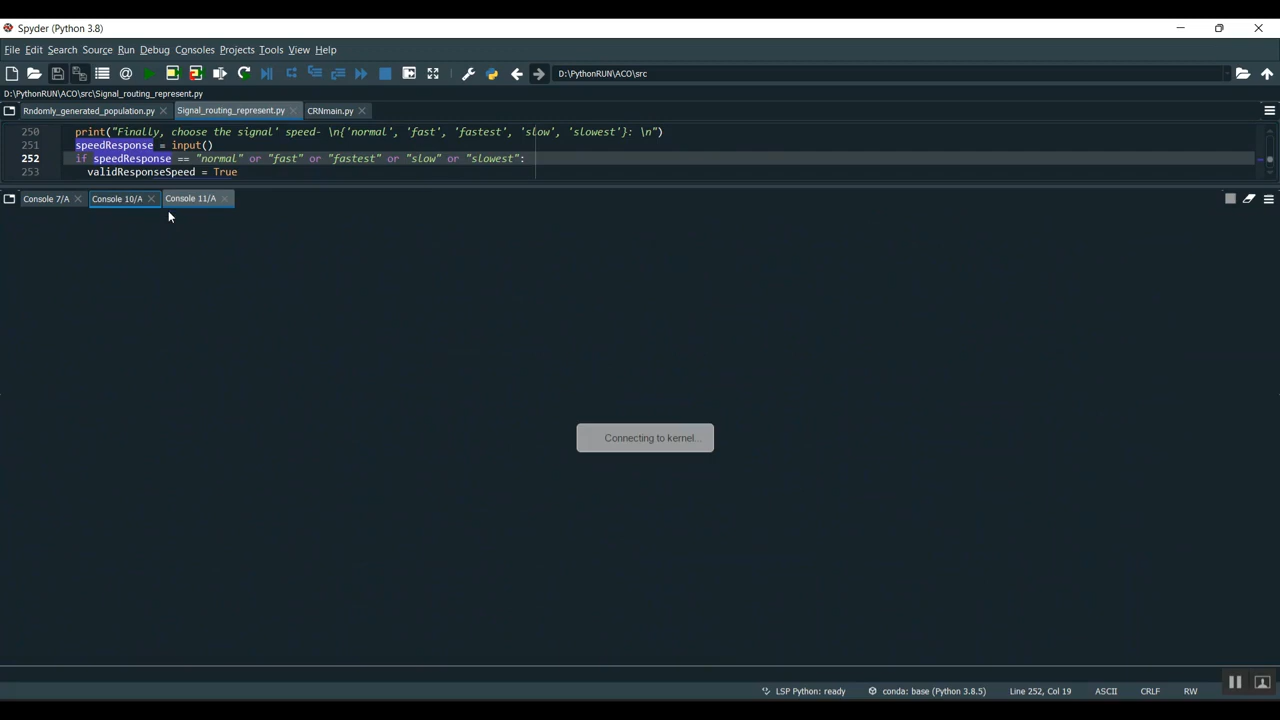 Spyder (Python 3.8)
File Edit Search Source Run Debug Consoles Projects Tools View Help
D:\PythonRUN\ACO\src
D:\PythonRUN\ACO\src\Signal_routing_represent.py
Rndomly_generated_population.py Signal_routing_represent.py CRNmain.py
250 print("Finally, choose the signal' speed- \n{'normal', 'fast', 'fastest', 'slow', 'slowest'}: \n")
251 speedResponse = input()
252 if speedResponse == "normal" or "fast" or "fastest" or "slow" or "slowest":
253 validResponseSpeed = True
Console 7/A Console 10/A Console 11/A
Connecting to kernel...
LSP Python: ready conda: base (Python 3.8.5) Line 252, Col 19 ASCII CRLF RW